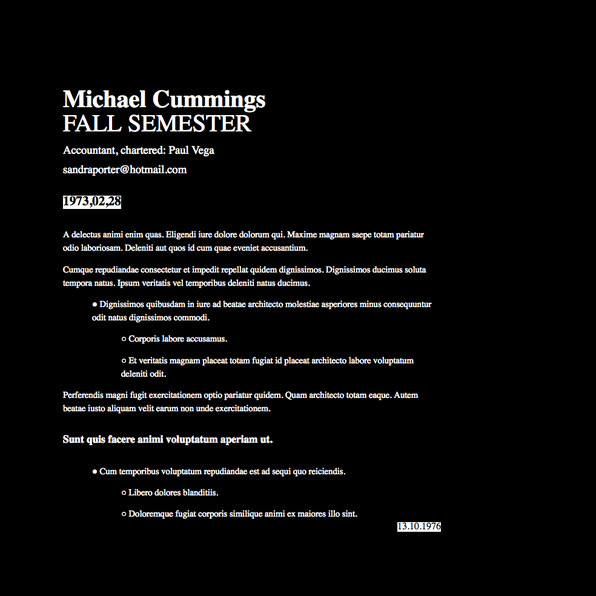 Michael Cummings
FALL SEMESTER
Accountant, chartered: Paul Vega
sandraporter@hotmail.com
1973,02,28
A delectus animi enim quas. Eligendi iure dolore dolorum qui. Maxime magnam saepe totam pariatur
odio laboriosam. Deleniti aut quos id cum quae eveniet accusantium.
Cumque repudiandae consectetur et impedit repellat quidem dignissimos. Dignissimos ducimus soluta
tempora natus. Ipsum veritatis vel temporibus deleniti natus ducimus.
● Dignissimos quibusdam in iure ad beatae architecto molestiae asperiores minus consequuntur
odit natus dignissimos commodi.
○ Corporis labore accusamus.
○ Et veritatis magnam placeat totam fugiat id placeat architecto labore voluptatum
deleniti odit.
Perferendis magni fugit exercitationem optio pariatur quidem. Quam architecto totam eaque. Autem
beatae iusto aliquam velit earum non unde exercitationem.
Sunt quis facere animi voluptatum aperiam ut.
● Cum temporibus voluptatum repudiandae est ad sequi quo reiciendis.
○ Libero dolores blanditiis.
○ Doloremque fugiat corporis similique animi ex maiores illo sint.
13.10.1976